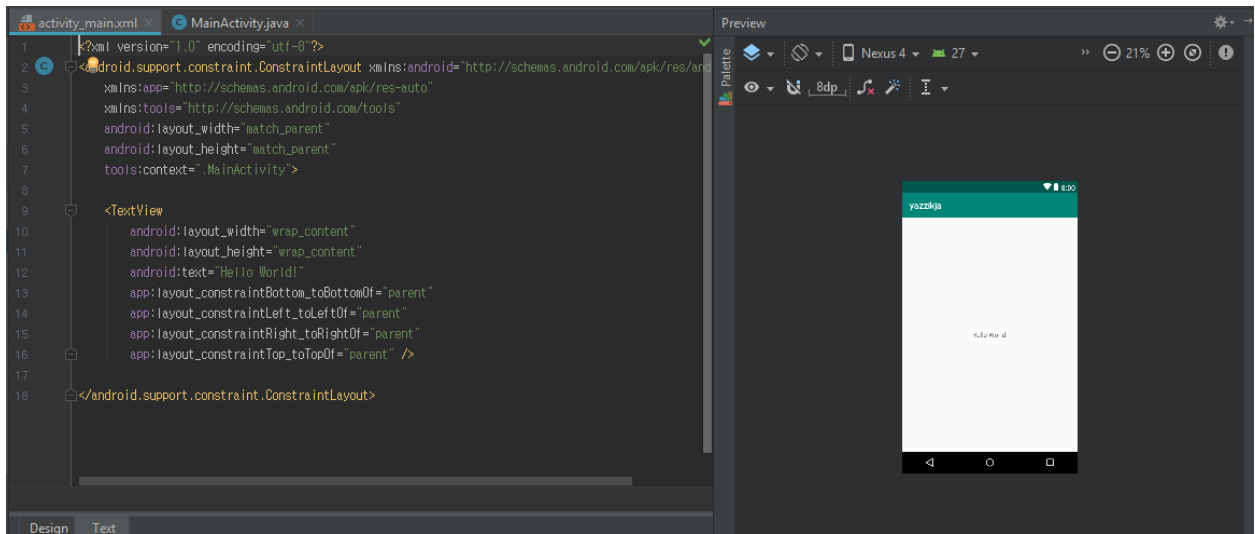 activity_main.xml
MainActivity.java
Preview
1 <?xml version="1.0" encoding="utf-8"?>
2 <android.support.constraint.ConstraintLayout xmlns:android="http://schemas.android.com/apk/res/and
3 xmlns:app="http://schemas.android.com/apk/res-auto"
4 xmlns:tools="http://schemas.android.com/tools"
5 android:layout_width="match_parent"
6 android:layout_height="match_parent"
7 tools:context=".MainActivity">
8
9 <TextView
10 android:layout_width="wrap_content"
11 android:layout_height="wrap_content"
12 android:text="Hello World!"
13 app:layout_constraintBottom_toBottomOf="parent"
14 app:layout_constraintLeft_toLeftOf="parent"
15 app:layout_constraintRight_toRightOf="parent"
16 app:layout_constraintTop_toTopOf="parent" />
17
18 </android.support.constraint.ConstraintLayout>
Design Text
Palette
Nexus 4 27 » 21%
8dp
8:00
yazzikja
Hello World!